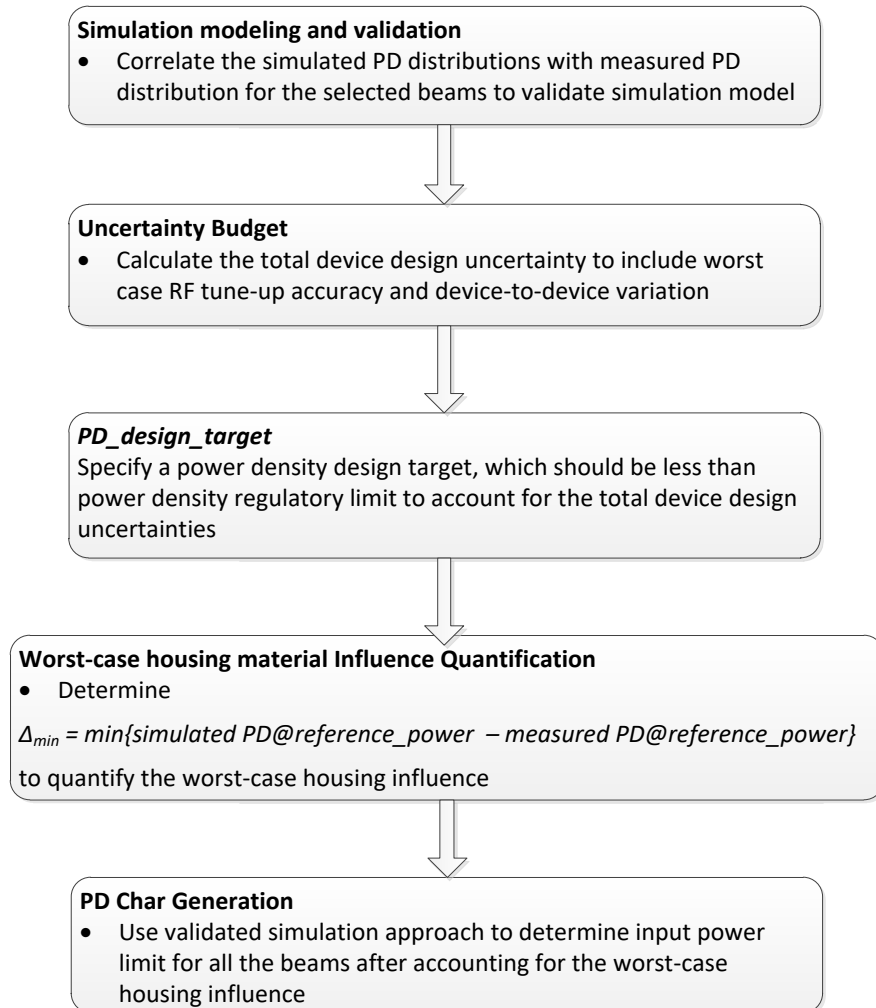 Simulation modeling and validation
• Correlate the simulated PD distributions with measured PD
distribution for the selected beams to validate simulation model
Uncertainty Budget
• Calculate the total device design uncertainty to include worst
case RF tune-up accuracy and device-to-device variation
PD_design_target
Specify a power density design target, which should be less than
power density regulatory limit to account for the total device design
uncertainties
Worst-case housing material Influence Quantification
• Determine
Δmin = min{simulated PD@reference_power – measured PD@reference_power}
to quantify the worst-case housing influence
PD Char Generation
• Use validated simulation approach to determine input power
limit for all the beams after accounting for the worst-case
housing influence